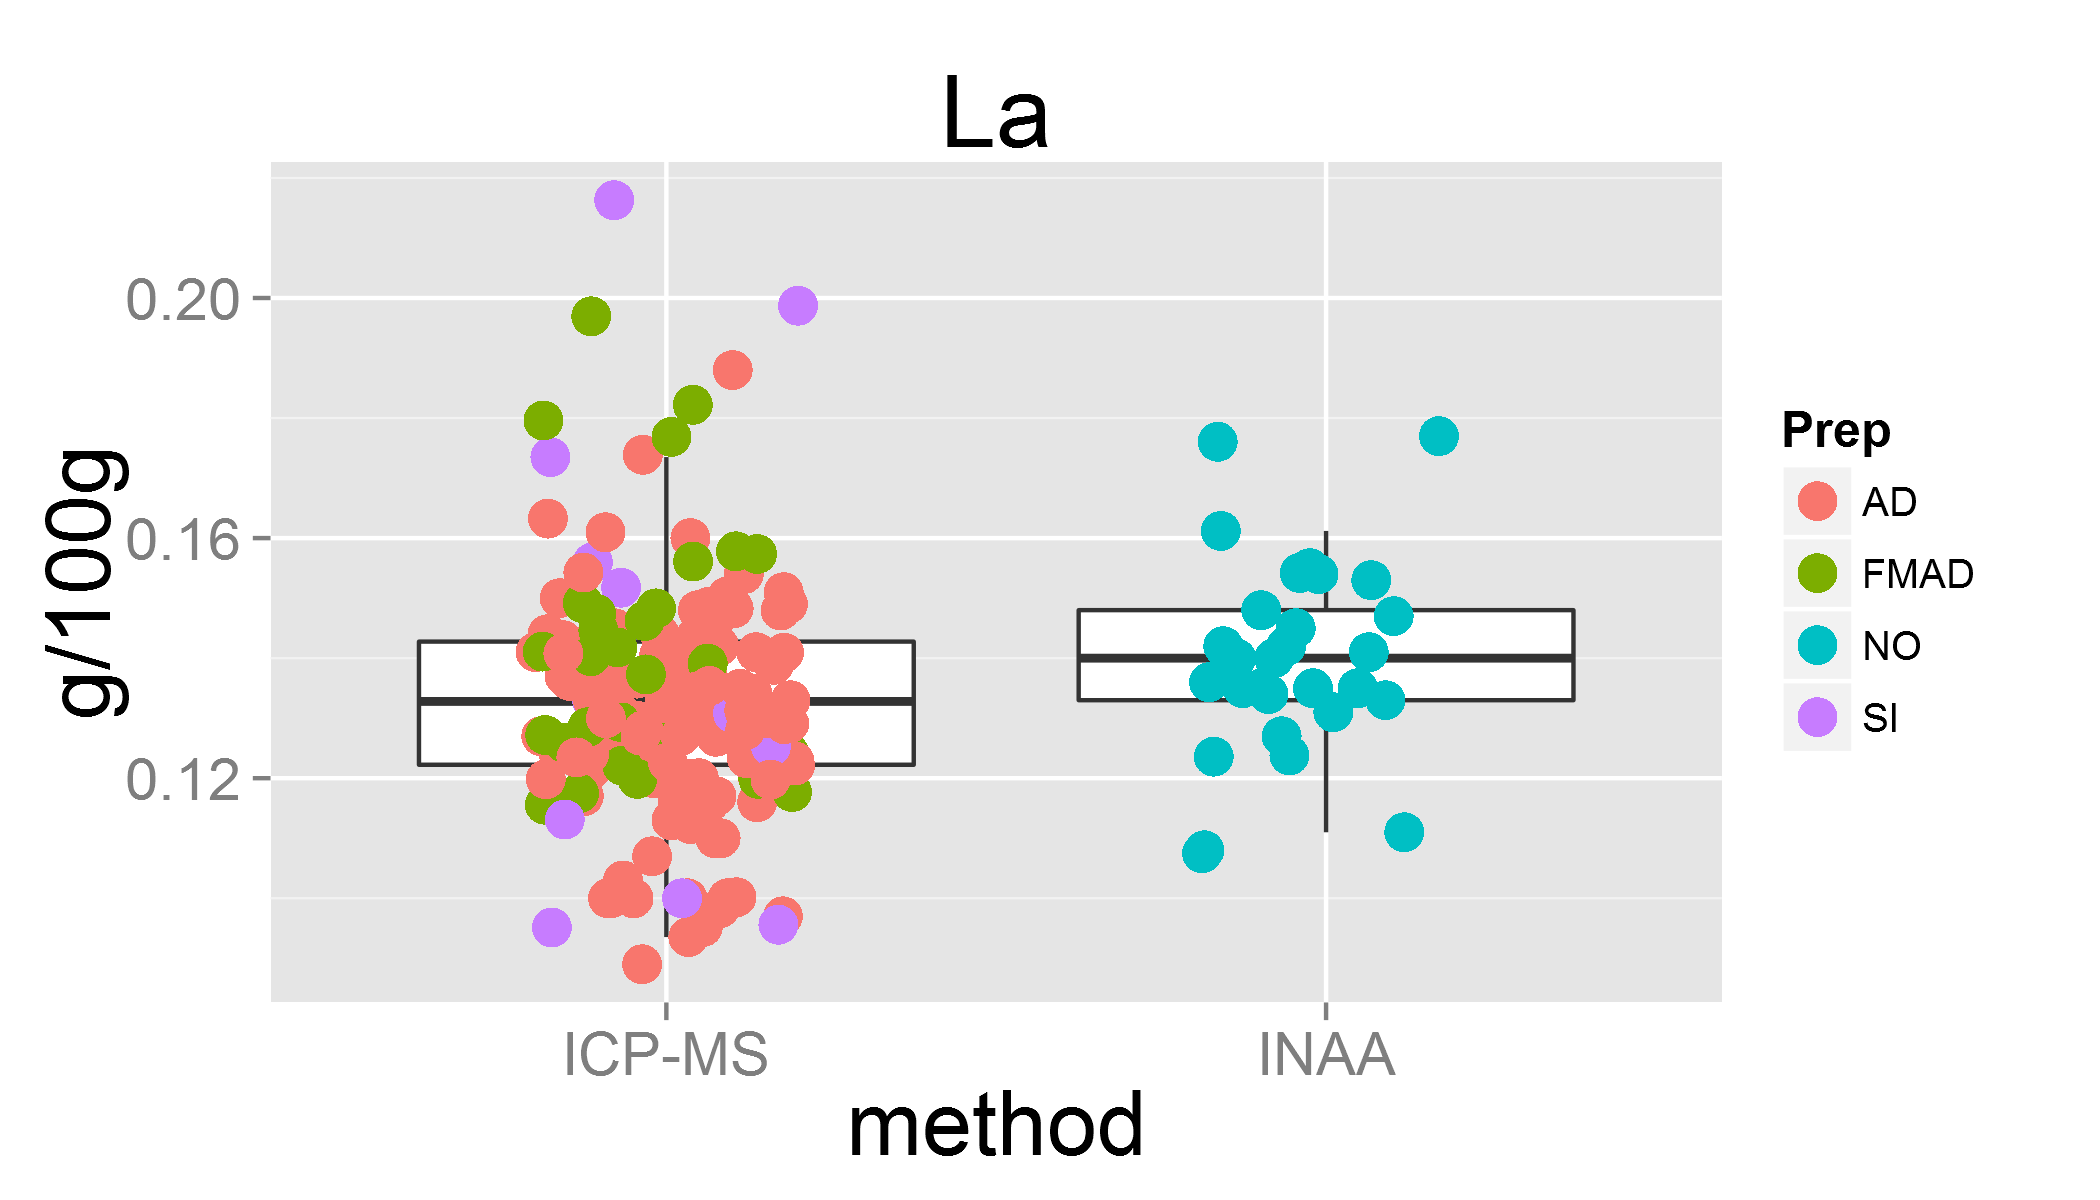 La
g/100g
0.20
0.16
0.12
ICP-MS
INAA
method
Prep
AD
FMAD
NO
SI